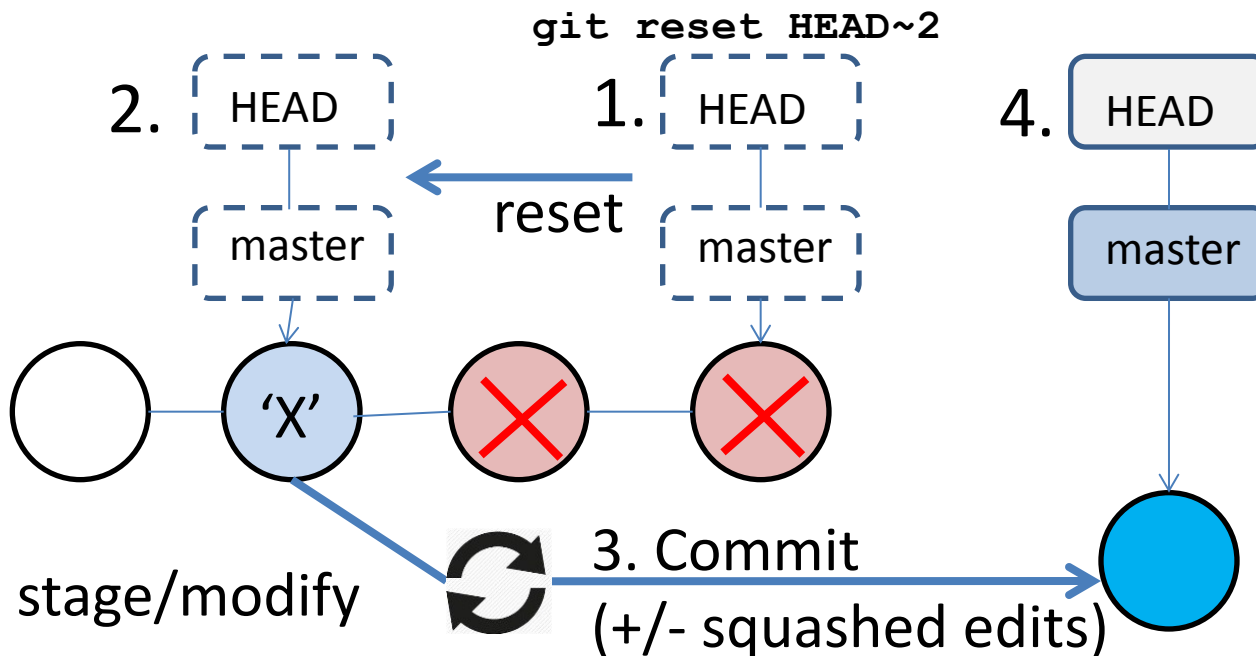 git reset HEAD~2
2.
HEAD
1.
HEAD
4.
HEAD
reset
master
master
master
‘X’
3. Commit
stage/modify
(+/- squashed edits)